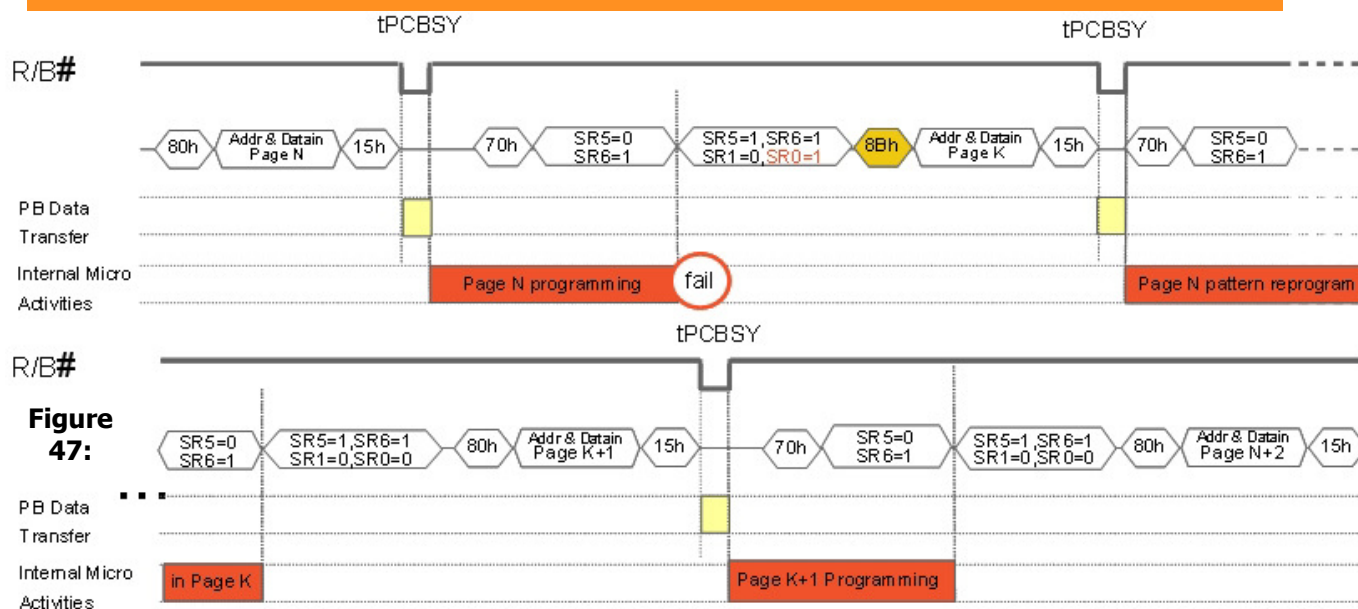 tPCBSY
tPCBSY
R/B#
80h
Addr & Datain
Page N
15h
70h
SR5=0
SR6=1
SR5=1,SR6=1
SR1=0,SR0=1
8Bh
Addr & Datain
Page K
15h
70h
SR5=0
SR6=1
PB Data
Transfer
Internal Micro
Activities
Page N programming
fail
Page N pattern reprogram
tPCBSY
R/B#
Figure
47:
SR5=0
SR6=1
SR5=1,SR6=1
SR1=0,SR0=0
80h
Addr & Datain
Page K+1
15h
70h
SR5=0
SR6=1
SR5=1,SR6=1
SR1=0,SR0=0
80h
Addr & Datain
Page N+2
15h
...
PB Data
Transfer
Internal Micro
Activities
in Page K
Page K+1 Programming